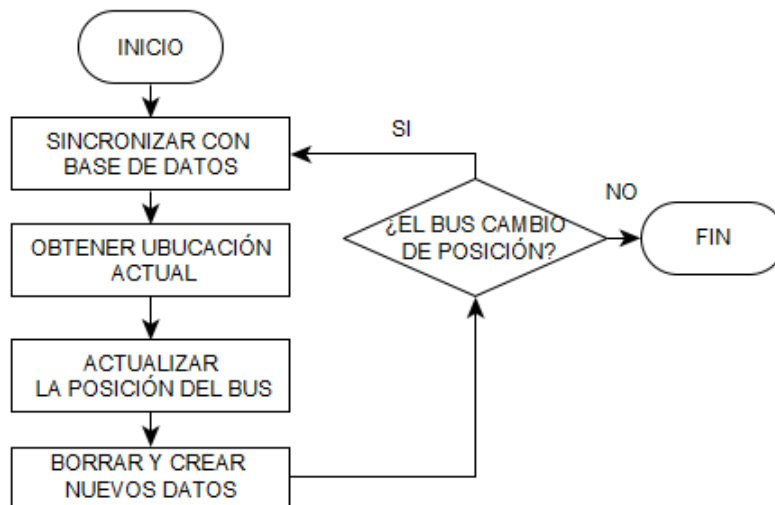 INICIO
SINCRONIZAR CON
BASE DE DATOS
OBTENER UBUCACIÓN
ACTUAL
ACTUALIZAR
LA POSICIÓN DEL BUS
BORRAR Y CREAR
NUEVOS DATOS
SI
¿EL BUS CAMBIO
DE POSICIÓN?
NO
FIN